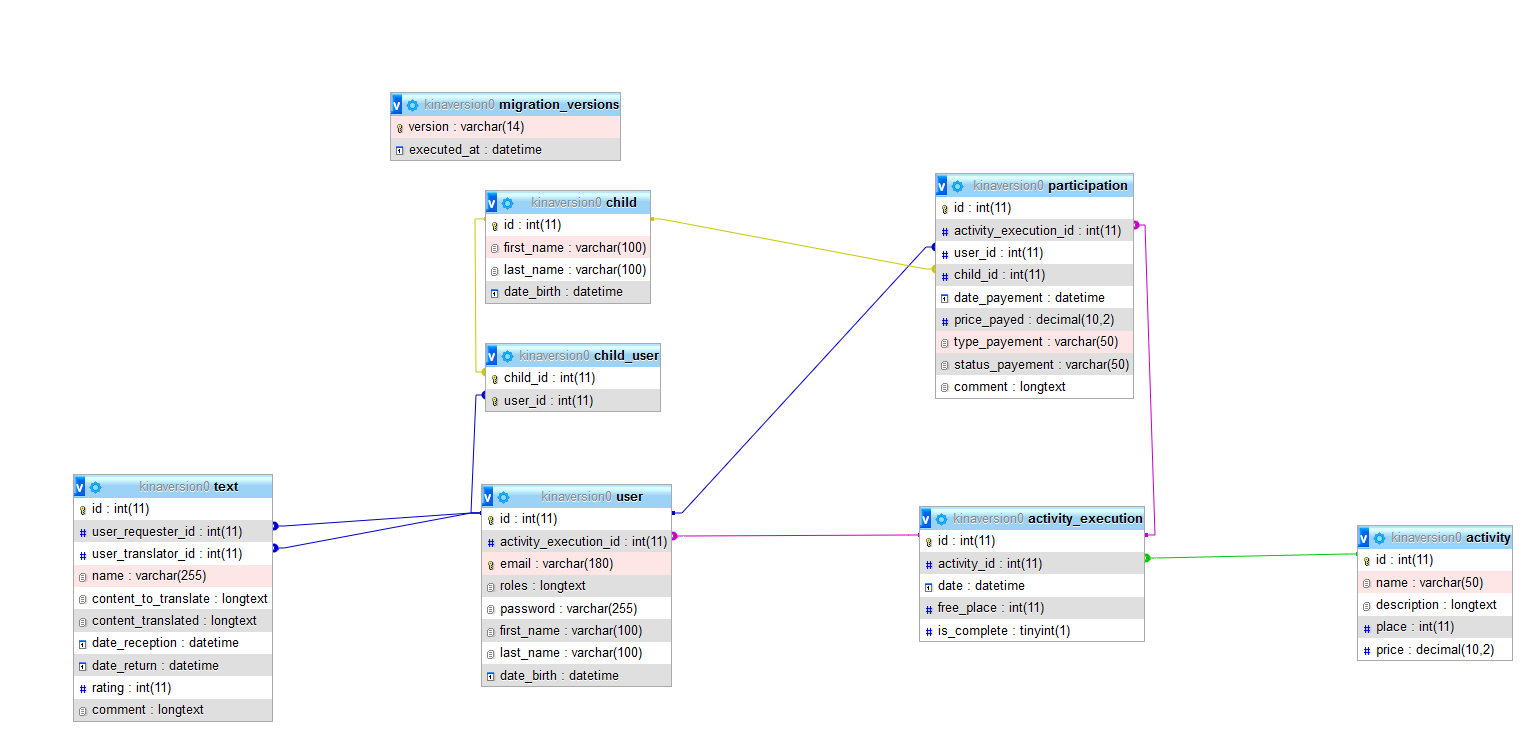 kinaversion0 migration_versions
version : varchar(14)
executed_at : datetime
kinaversion0 child
id : int(11)
first_name : varchar(100)
last_name : varchar(100)
date_birth : datetime
kinaversion0 child_user
child_id : int(11)
user_id : int(11)
kinaversion0 participation
id : int(11)
activity_execution_id : int(11)
user_id : int(11)
child_id : int(11)
date_payement : datetime
price_payed : decimal(10,2)
type_payement : varchar(50)
status_payement : varchar(50)
comment : longtext
kinaversion0 text
id : int(11)
user_requester_id : int(11)
user_translator_id : int(11)
name : varchar(255)
content_to_translate : longtext
content_translated : longtext
date_reception : datetime
date_return : datetime
rating : int(11)
comment : longtext
kinaversion0 user
id : int(11)
activity_execution_id : int(11)
email : varchar(180)
roles : longtext
password : varchar(255)
first_name : varchar(100)
last_name : varchar(100)
date_birth : datetime
kinaversion0 activity_execution
id : int(11)
activity_id : int(11)
date : datetime
free_place : int(11)
is_complete : tinyint(1)
kinaversion0 activity
id : int(11)
name : varchar(50)
description : longtext
place : int(11)
price : decimal(10,2)